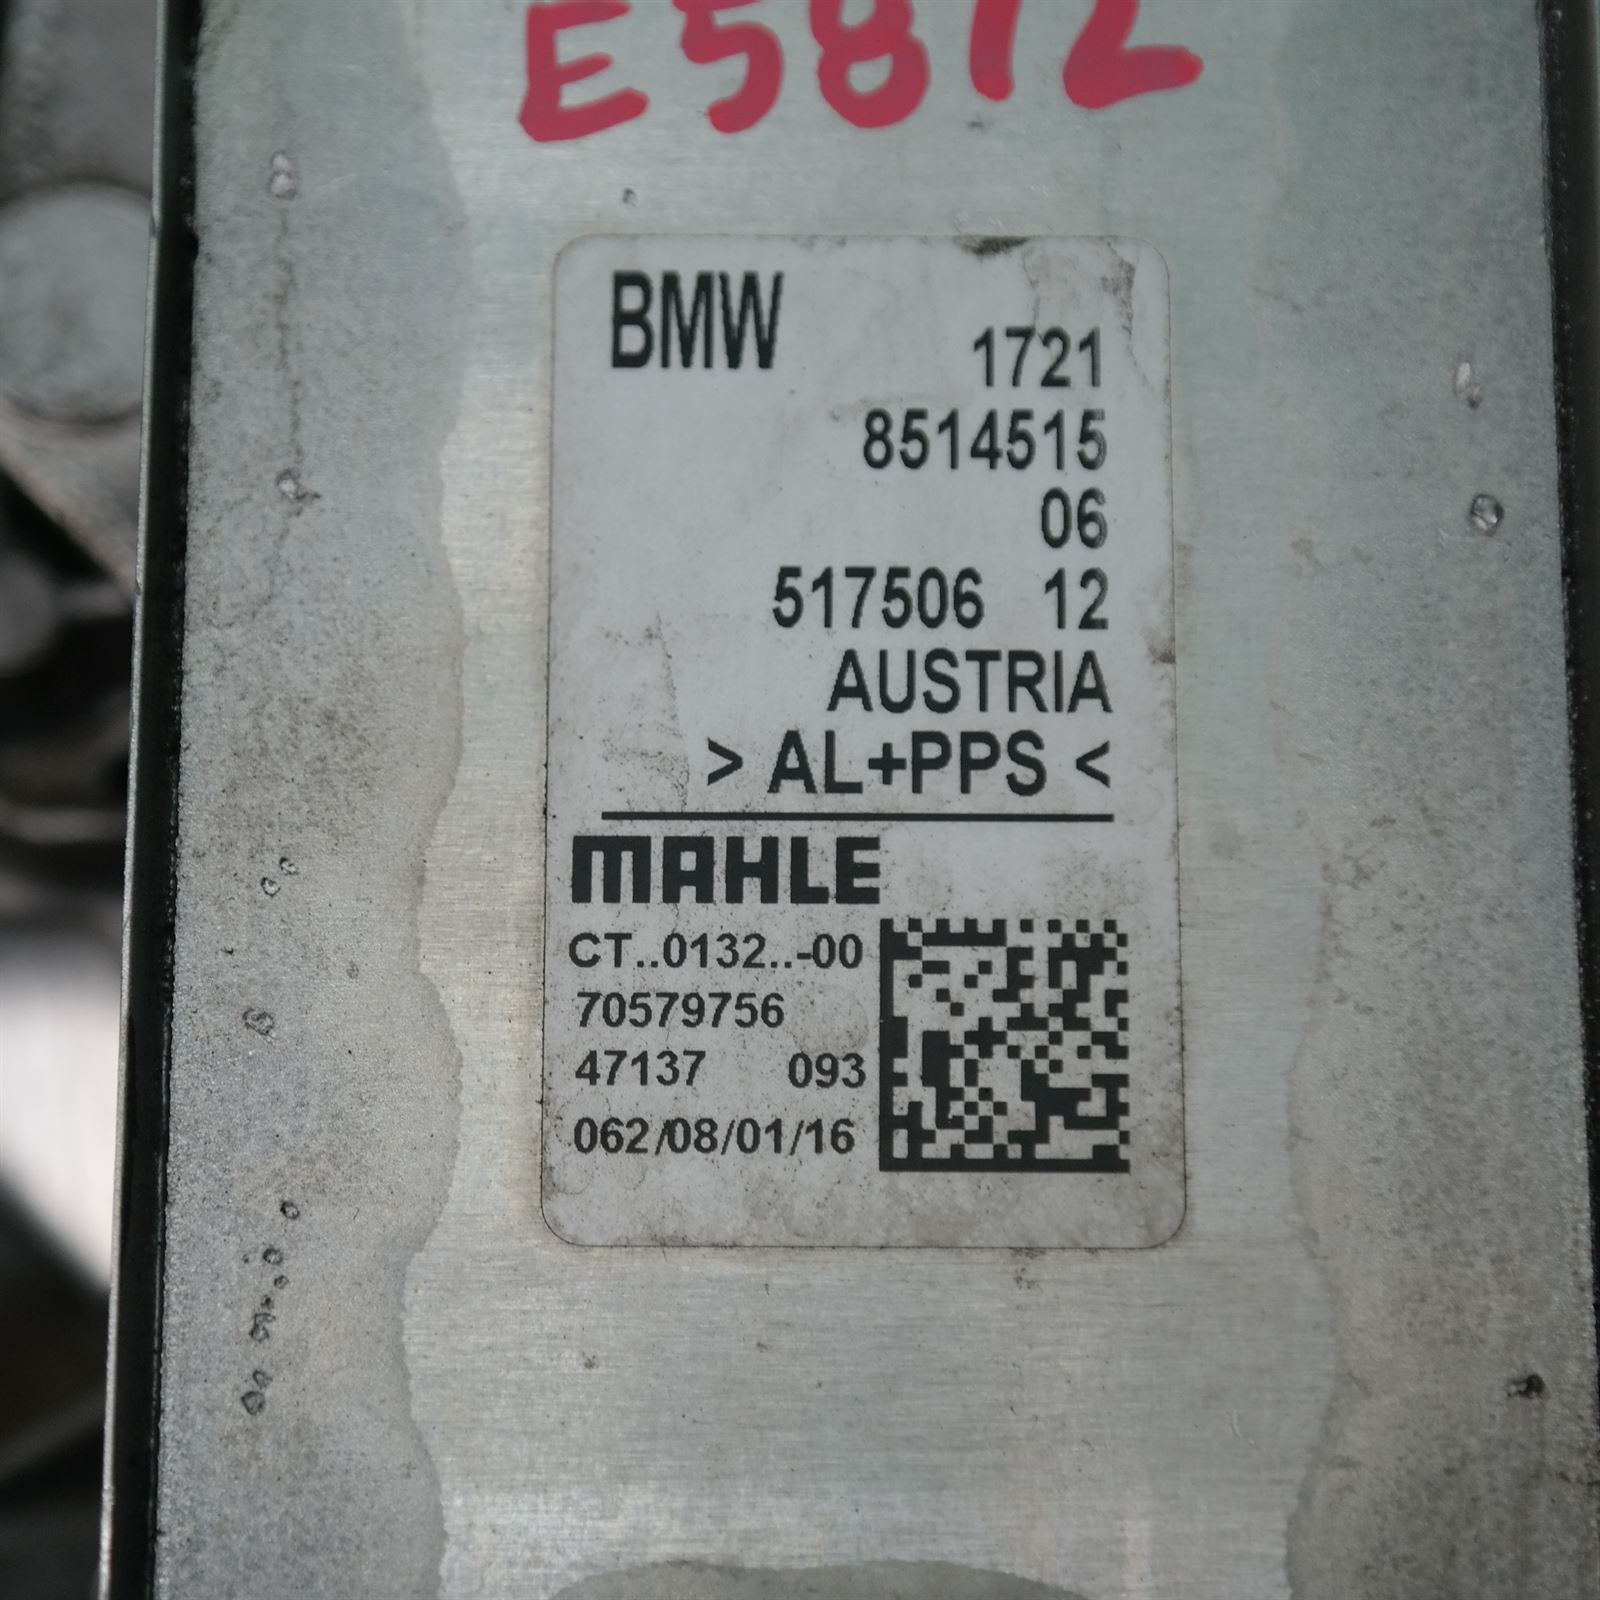 E5812
BMW
1721
8514515
06
517506 12
AUSTRIA
> AL+PPS <
MAHLE
CT..0132..-00
70579756
47137 093
062/08/01/16